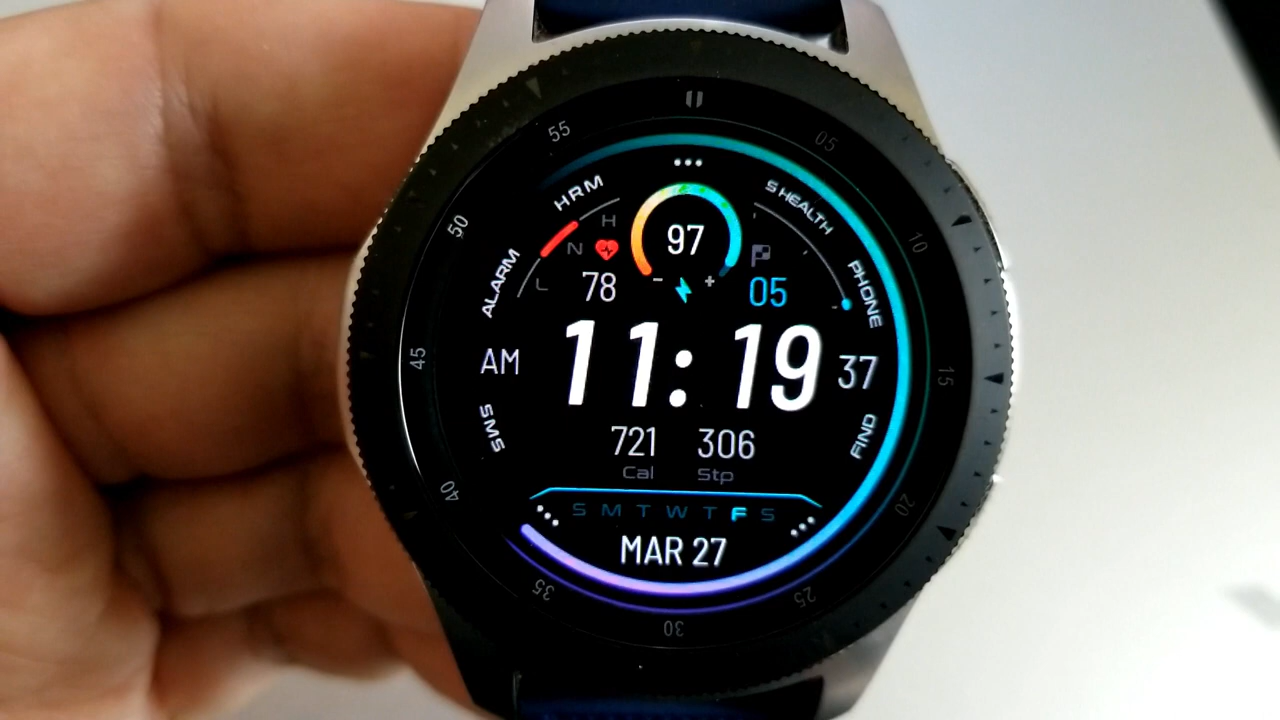 55
05
50
10
45
15
40
20
35
25
30
HRM
S HEALTH
ALARM
PHONE
H
N
L
97
- +
78
05
AM
11:19
37
SMS
FIND
721 306
Cal Stp
S M T W T F S
MAR 27